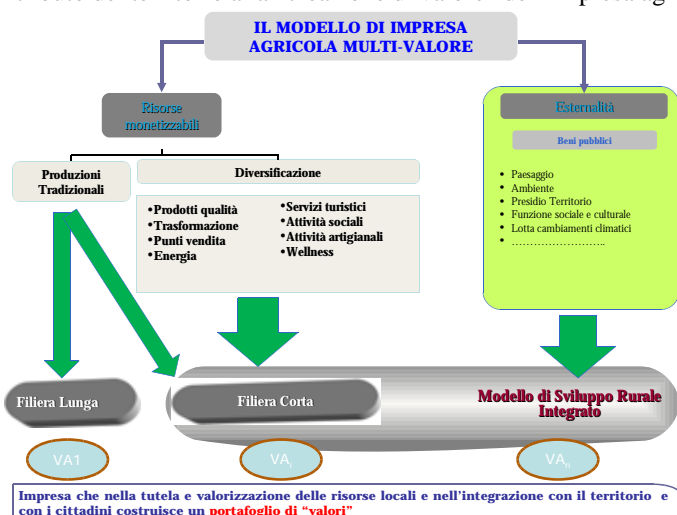 IL MODELLO DI IMPRESA
AGRICOLA MULTI-VALORE
Risorse
monetizzabili
Esternalità
Beni pubblici
Produzioni
Tradizionali
Diversificazione
•Prodotti qualità
•Trasformazione
•Punti vendita
•Energia
•Servizi turistici
•Attività sociali
•Attività artigianali
•Wellness
• Paesaggio
• Ambiente
• Presidio Territorio
• Funzione sociale e culturale
• Lotta cambiamenti climatici
• ……………………..
Filiera Lunga
Filiera Corta
Modello di Sviluppo Rurale
Integrato
VA1
VAi
VAn
Impresa che nella tutela e valorizzazione delle risorse locali e nell'integrazione con il territorio e
con i cittadini costruisce un portafoglio di “valori”